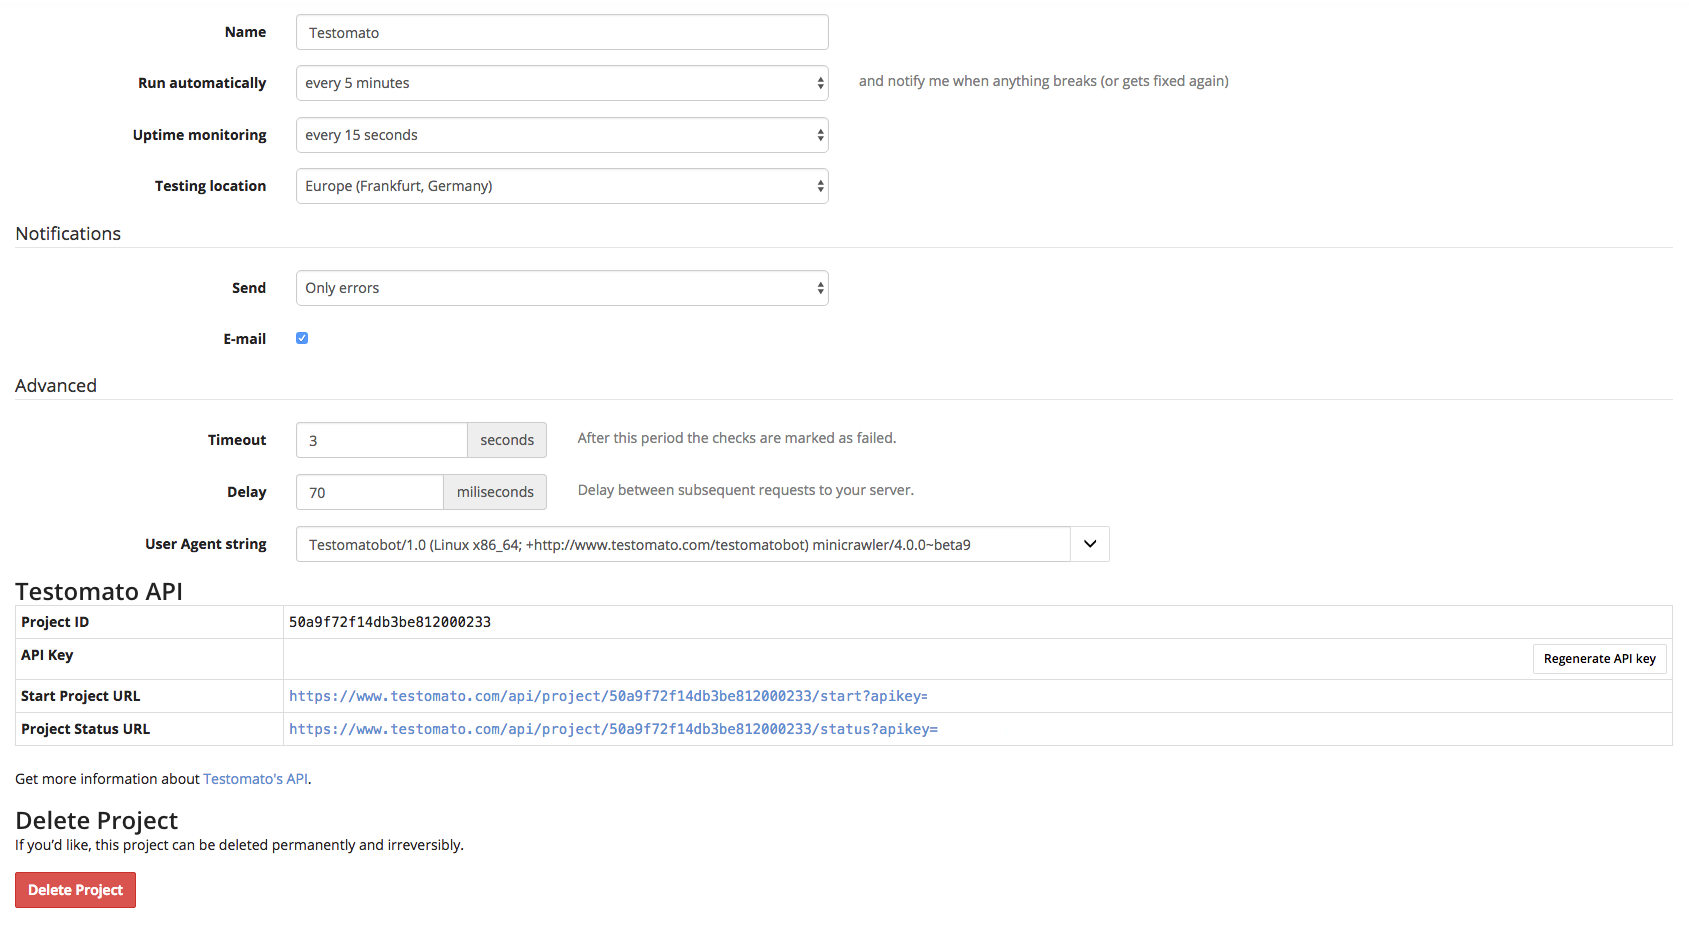 Name Testomato
Run automatically every 5 minutes and notify me when anything breaks (or gets fixed again)
Uptime monitoring every 15 seconds
Testing location Europe (Frankfurt, Germany)
Notifications
Send Only errors
E-mail
Advanced
Timeout 3 seconds After this period the checks are marked as failed.
Delay 70 miliseconds Delay between subsequent requests to your server.
User Agent string Testomatobot/1.0 (Linux x86_64; +http://www.testomato.com/testomatobot) minicrawler/4.0.0~beta9
Testomato API
Project ID 50a9f72f14db3be812000233
API Key Regenerate API key
Start Project URL https://www.testomato.com/api/project/50a9f72f14db3be812000233/start?apikey=
Project Status URL https://www.testomato.com/api/project/50a9f72f14db3be812000233/status?apikey=
Get more information about Testomato's API.
Delete Project
If you’d like, this project can be deleted permanently and irreversibly.
Delete Project